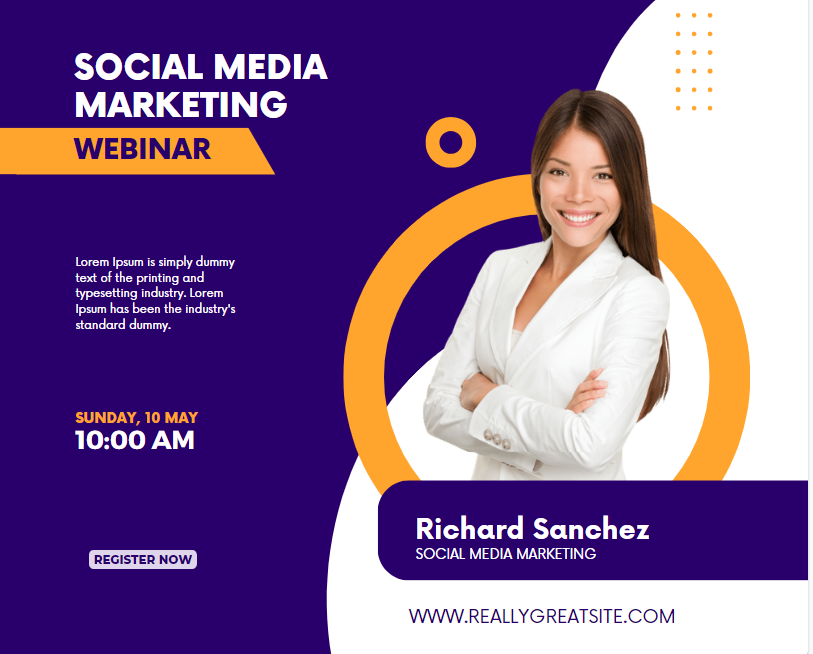 SOCIAL MEDIA
MARKETING
WEBINAR
Lorem Ipsum is simply dummy
text of the printing and
typesetting industry. Lorem
Ipsum has been the industry's
standard dummy.
SUNDAY, 10 MAY
10:00 AM
REGISTER NOW
Richard Sanchez
SOCIAL MEDIA MARKETING
WWW.REALLYGREATSITE.COM